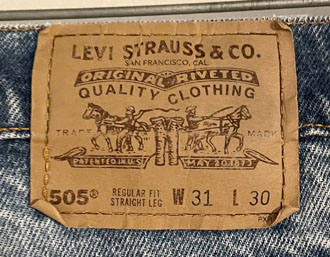 LEVI STRAUSS & CO.
SAN FRANCISCO, CAL.
ORIGINAL RIVETED
QUALITY CLOTHING
TRADE MARK
PATENTED IN U.S. MAY 20 1873
505® REGULAR FIT STRAIGHT LEG W 31 L 30